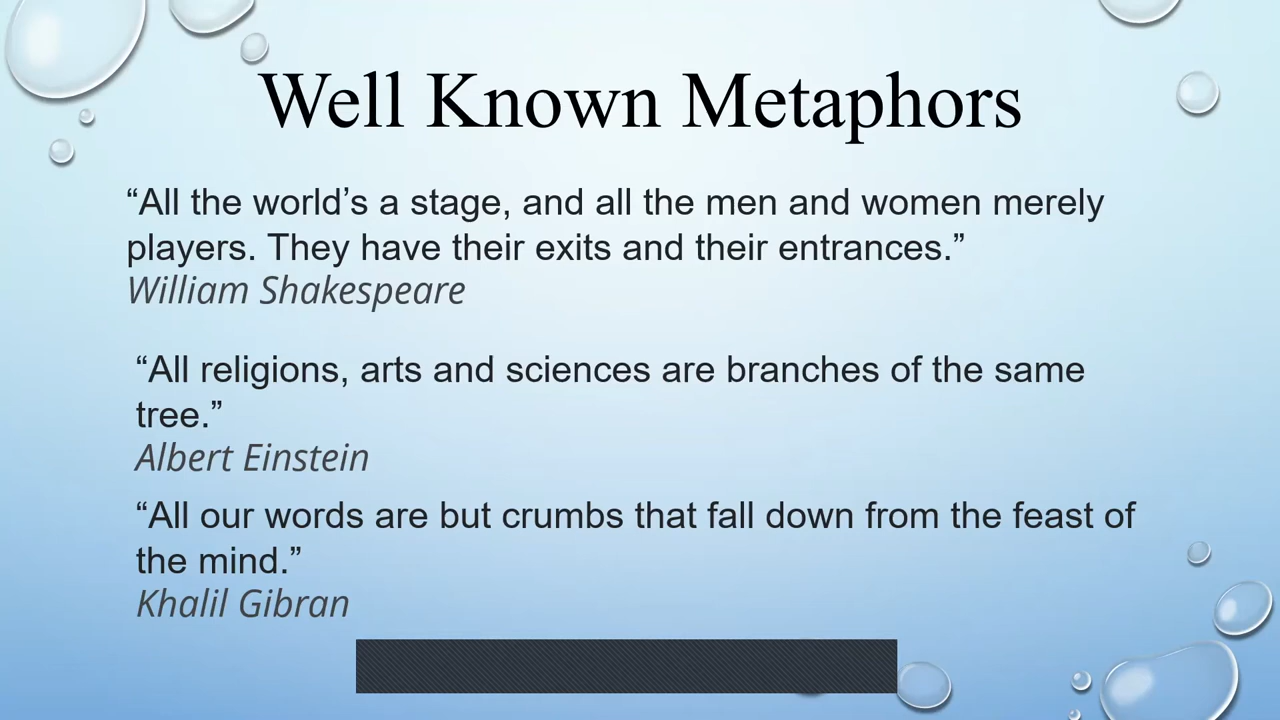 Well Known Metaphors
“All the world’s a stage, and all the men and women merely
players. They have their exits and their entrances.”
William Shakespeare
“All religions, arts and sciences are branches of the same
tree.”
Albert Einstein
“All our words are but crumbs that fall down from the feast of
the mind.”
Khalil Gibran